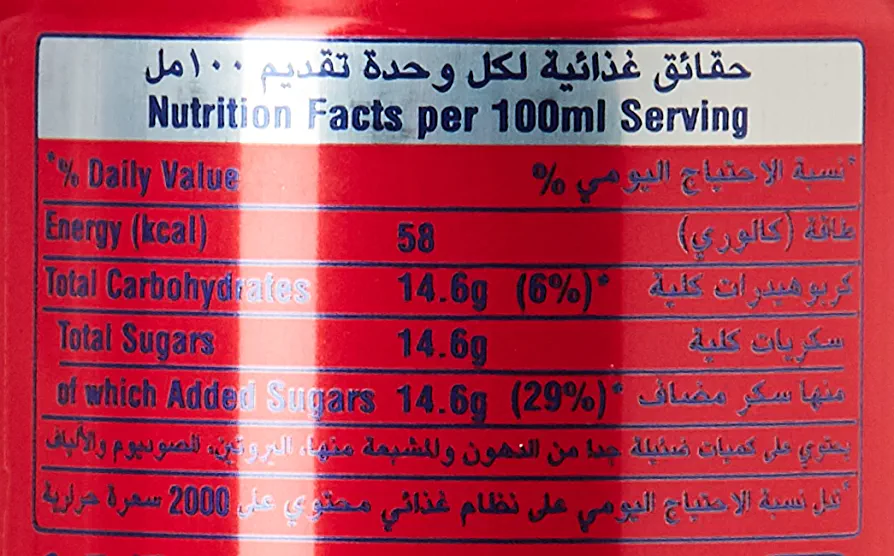 حقائق غذائية لكل وحدة تقديم ١٠٠مل
Nutrition Facts per 100ml Serving
*% Daily Value % نسبة الاحتياج اليومي*
Energy (kcal) 58 طاقة (كالوري)
Total Carbohydrates 14.6g (6%)* كربوهيدرات كلية
Total Sugars 14.6g سكريات كلية
of which Added Sugars 14.6g (29%)* منها سكر مضاف
يحتوي على كميات ضئيلة جدا من الدهون والمشبعة منها، البروتين، الصوديوم والألياف
*تدل نسبة الاحتياج اليومي على نظام غذائي محتوي على 2000 سعرة حرارية